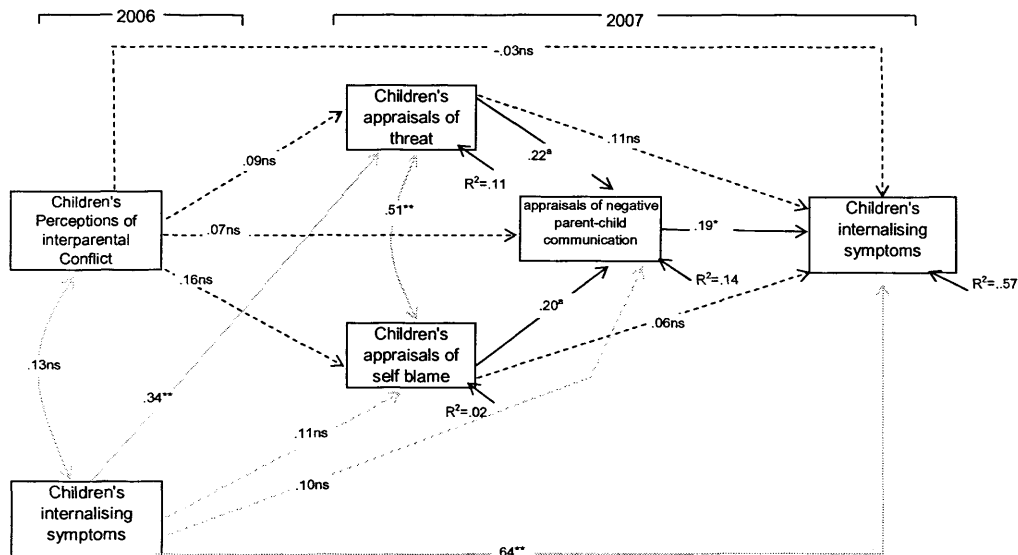 2006
2007
-.03ns
Children's
appraisals of
threat
.11ns
.22ª
.09ns
R²=.11
Children's
Perceptions of
interparental
Conflict
.51**
appraisals of negative
parent-child
communication
Children's
internalising
symptoms
.07ns
.19*
R²=.14
R²=..57
.16ns
.20ª
.06ns
Children's
appraisals of
self blame
.13ns
.34**
R²=.02
.11ns
.10ns
Children's
internalising
symptoms
.64**